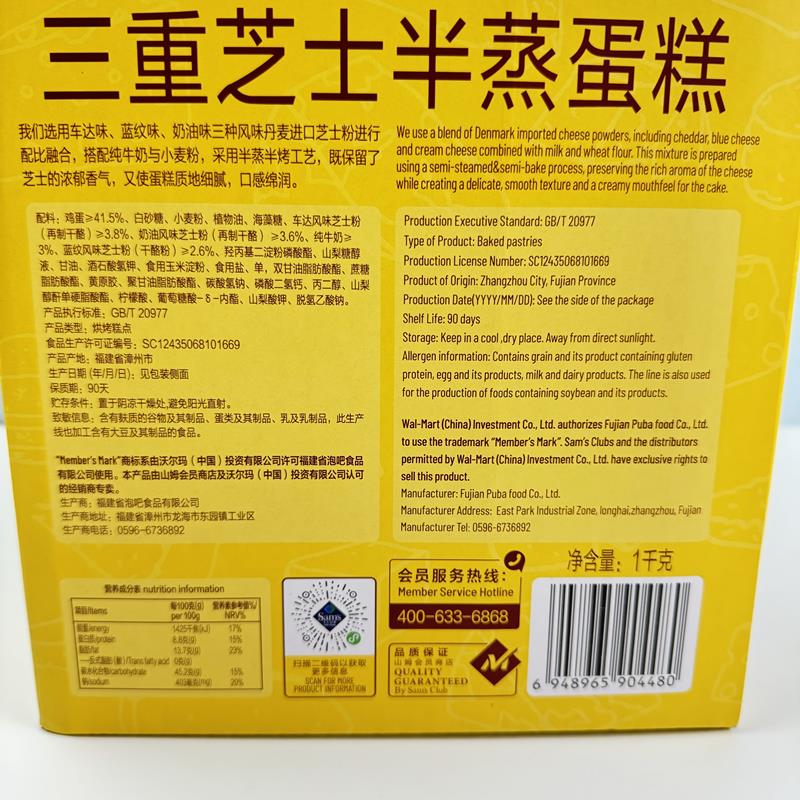 三重芝士半蒸蛋糕
我们选用车达味、蓝纹味、奶油味三种风味丹麦进口芝士粉进行
配比融合，搭配纯牛奶与小麦粉，采用半蒸半烤工艺，既保留了
芝士的浓郁香气，又使蛋糕质地细腻，口感绵润。
We use a blend of Denmark imported cheese powders, including cheddar, blue cheese
and cream cheese combined with milk and wheat flour. This mixture is prepared
using a semi-steamed&semi-bake process, preserving the rich aroma of the cheese
while creating a delicate, smooth texture and a creamy mouthfeel for the cake.
配料：鸡蛋≥41.5%、白砂糖、小麦粉、植物油、海藻糖、车达风味芝士粉
（再制干酪）≥3.8%、奶油风味芝士粉（再制干酪）≥3.6%、纯牛奶≥
3%、蓝纹风味芝士粉（干酪粉）≥2.6%、羟丙基二淀粉磷酸酯、山梨糖醇
液、甘油、酒石酸氢钾、食用玉米淀粉、食用盐、单，双甘油脂肪酸酯、蔗糖
脂肪酸酯、黄原胶、聚甘油脂肪酸酯、碳酸氢钠、磷酸二氢钙、丙二醇、山梨
醇酐单硬脂酸酯、柠檬酸、葡萄糖酸-δ-内酯、山梨酸钾、脱氢乙酸钠。
产品执行标准：GB/T 20977
产品类型：烘烤糕点
食品生产许可证编号：SC12435068101669
产品产地：福建省漳州市
生产日期(年/月/日)：见包装侧面
保质期：90天
贮存条件：置于阴凉干燥处,避免阳光直射。
致敏信息：含有麸质的谷物及其制品、蛋类及其制品、乳及乳制品，此生产
线也加工含有大豆及其制品的食品。
"Member's Mark"商标系由沃尔玛（中国）投资有限公司许可福建省泡吧食品
有限公司使用。本产品由山姆会员商店及沃尔玛（中国）投资有限公司认可
的经销商专卖。
生产商：福建省泡吧食品有限公司
生产商地址：福建省漳州市龙海市东园镇工业区
生产商电话：0596-6736892
Production Executive Standard: GB/T 20977
Type of Product: Baked pastries
Production License Number: SC12435068101669
Product of Origin: Zhangzhou City, Fujian Province
Production Date(YYYY/MM/DD): See the side of the package
Shelf Life: 90 days
Storage: Keep in a cool ,dry place. Away from direct sunlight.
Allergen information: Contains grain and its product containing gluten
protein, egg and its products, milk and dairy products. The line is also used
for the production of foods containing soybean and its products.
Wal-Mart (China) Investment Co., Ltd. authorizes Fujian Puba food Co., Ltd.
to use the trademark "Member's Mark". Sam's Clubs and the distributors
permitted by Wal-Mart (China) Investment Co., Ltd. have exclusive rights to
sell this product.
Manufacturer: Fujian Puba food Co., Ltd.
Manufacturer Address: East Park Industrial Zone, longhai,zhangzhou, Fujian
Manufacturer Tel: 0596-6736892
营养成分表 nutrition information
项目/Items 每100克(g) per 100g 营养素参考值%/ NRV%
能量/energy 1425千焦(kJ) 17%
蛋白质/protein 8.8克(g) 15%
脂肪/fat 13.7克(g) 23%
—反式脂肪（酸）/Trans fatty acid 0克(g)
碳水化合物/carbohydrate 45.2克(g) 15%
钠/sodium 403毫克(mg) 20%
Sam's
扫描二维码以获取
更多信息
SCAN FOR MORE
PRODUCT INFORMATION
会员服务热线：
Member Service Hotline
400-633-6868
品质保证
山姆会员商店
QUALITY
GUARANTEED
By Sam's Club
净含量：1千克
6 948965 904480